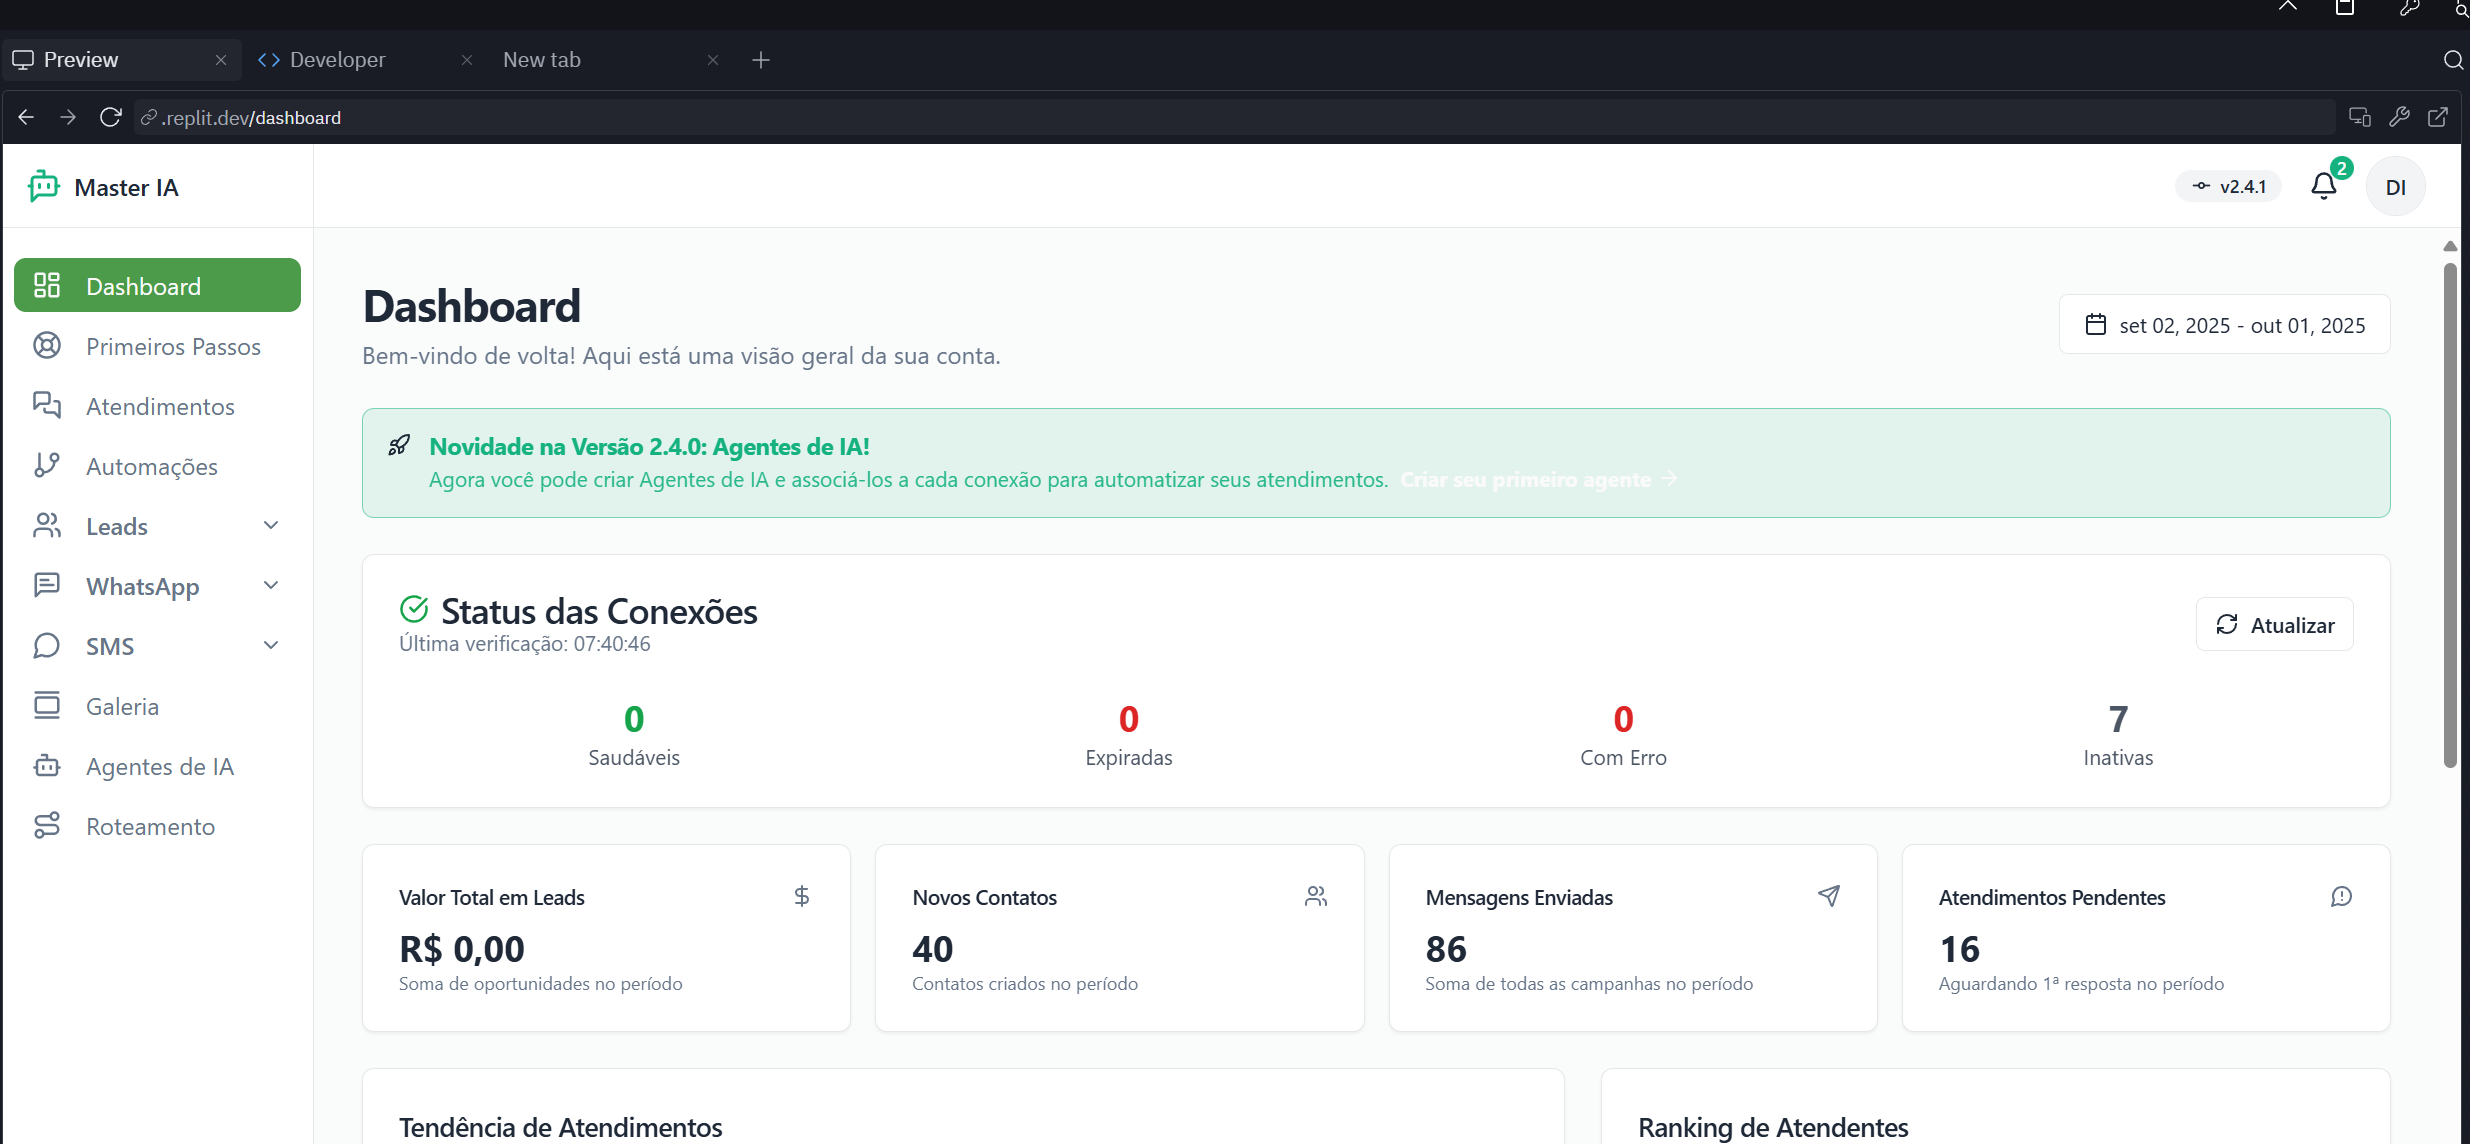 Preview
Developer
New tab
.replit.dev/dashboard
Master IA
v2.4.1
2
DI
Dashboard
Primeiros Passos
Atendimentos
Automações
Leads
WhatsApp
SMS
Galeria
Agentes de IA
Roteamento
Dashboard
Bem-vindo de volta! Aqui está uma visão geral da sua conta.
set 02, 2025 - out 01, 2025
Novidade na Versão 2.4.0: Agentes de IA!
Agora você pode criar Agentes de IA e associá-los a cada conexão para automatizar seus atendimentos. Criar seu primeiro agente →
Status das Conexões
Última verificação: 07:40:46
Atualizar
0
Saudáveis
0
Expiradas
0
Com Erro
7
Inativas
Valor Total em Leads
R$ 0,00
Soma de oportunidades no período
Novos Contatos
40
Contatos criados no período
Mensagens Enviadas
86
Soma de todas as campanhas no período
Atendimentos Pendentes
16
Aguardando 1ª resposta no período
Tendência de Atendimentos
Ranking de Atendentes